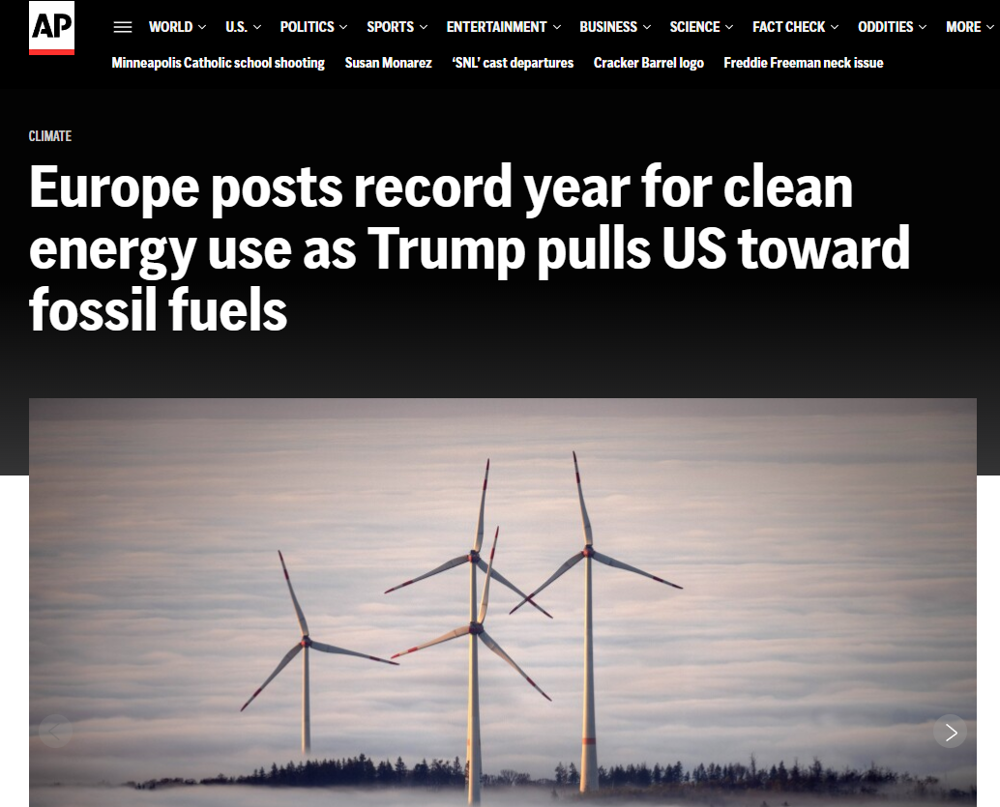 AP
WORLD U.S. POLITICS SPORTS ENTERTAINMENT BUSINESS SCIENCE FACT CHECK ODDITIES MORE
Minneapolis Catholic school shooting Susan Monarez ‘SNL’ cast departures Cracker Barrel logo Freddie Freeman neck issue
CLIMATE
Europe posts record year for clean
energy use as Trump pulls US toward
fossil fuels